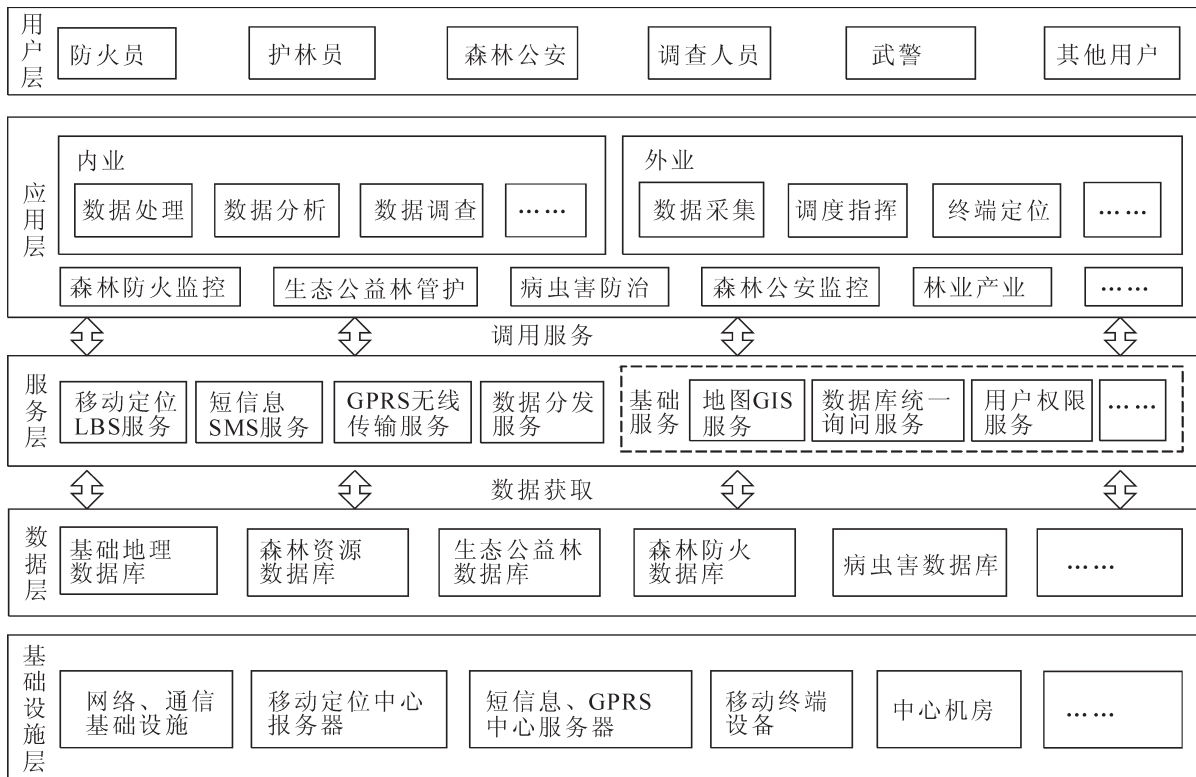 用户层
防火员
护林员
森林公安
调查人员
武警
其他用户
应用层
内业
数据处理
数据分析
数据调查
……
外业
数据采集
调度指挥
终端定位
……
森林防火监控
生态公益林管护
病虫害防治
森林公安监控
林业产业
……
调用服务
服务层
移动定位
LBS服务
短信息
SMS服务
GPRS无线
传输服务
数据分发
服务
基础
服务
地图GIS
服务
数据库统一
询问服务
用户权限
服务
……
数据获取
数据层
基础地理
数据库
森林资源
数据库
生态公益林
数据库
森林防火
数据库
病虫害数据库
……
基础设施层
网络、通信
基础设施
移动定位中心
报务器
短信息、GPRS
中心服务器
移动终端
设备
中心机房
……